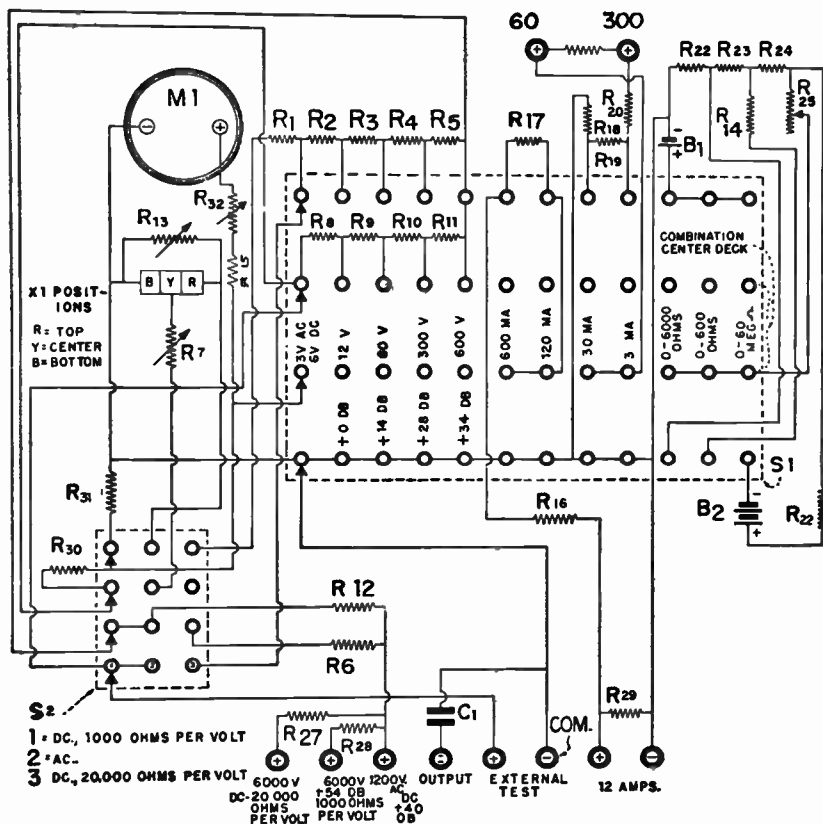 60 300
R22 R23 R24
R25
R20
R18
R19
R14
B1
-
+
M1
R1 R2 R3 R4 R5
R17
R32
R13
R15
R8 R9 R10 R11
COMBINATION
CENTER DECK
B Y R
X1 POSIT-
IONS
R= TOP
Y= CENTER
B= BOTTOM
R7
3V AC
6V DC
12 V
60 V
300 V
600 V
600 MA
120 MA
30 MA
3 MA
0-6000
OHMS
0-600
OHMS
0-60
MEG
+0 DB
+14 DB
+28 DB
+34 DB
S1
R31
R16
B2
-
+
R22
R30
R 12
R6
S2
1= DC., 1000 OHMS PER VOLT
2= AC-
3 DC., 20,000 OHMS PER VOLT
C1
R27
R28
R29
COM.
6000V
DC-20 000
OHMS
PER VOLT
6000V
+54 DB
1000 OHMS
PER VOLT
1200V.
AC
DC
+40
DB
OUTPUT
EXTERNAL
TEST
12 AMPS.